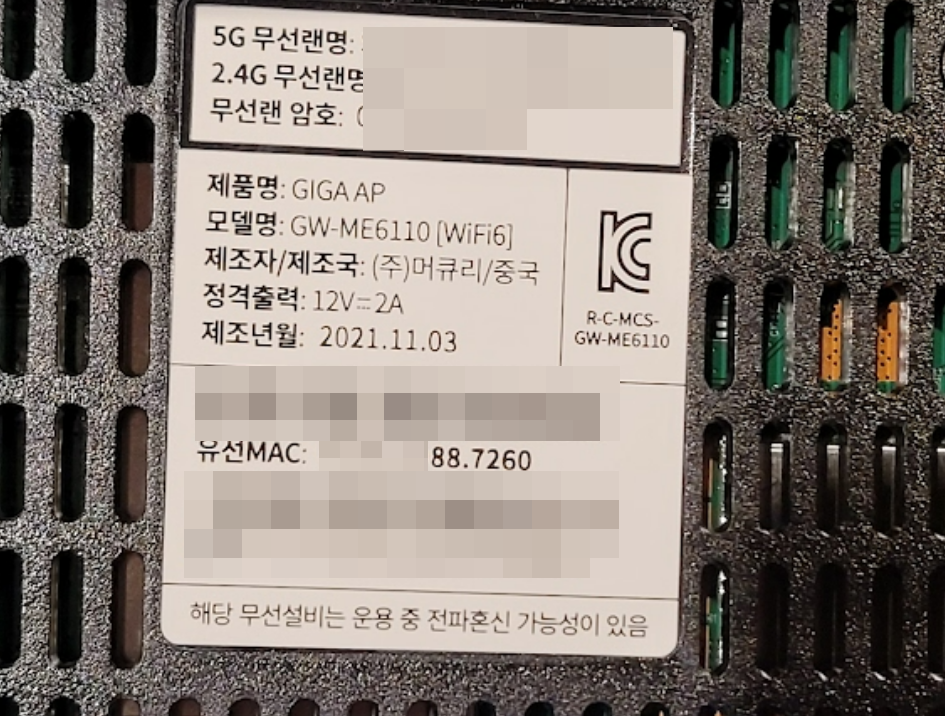 5G 무선랜명:
2.4G 무선랜명
무선랜 암호:
제품명: GIGA AP
모델명: GW-ME6110 [WiFi6]
제조자/제조국: (주)머큐리/중국
정격출력: 12V⎓2A
제조년월: 2021.11.03
R-C-MCS-
GW-ME6110
유선MAC: 88.7260
해당 무선설비는 운용 중 전파혼신 가능성이 있음